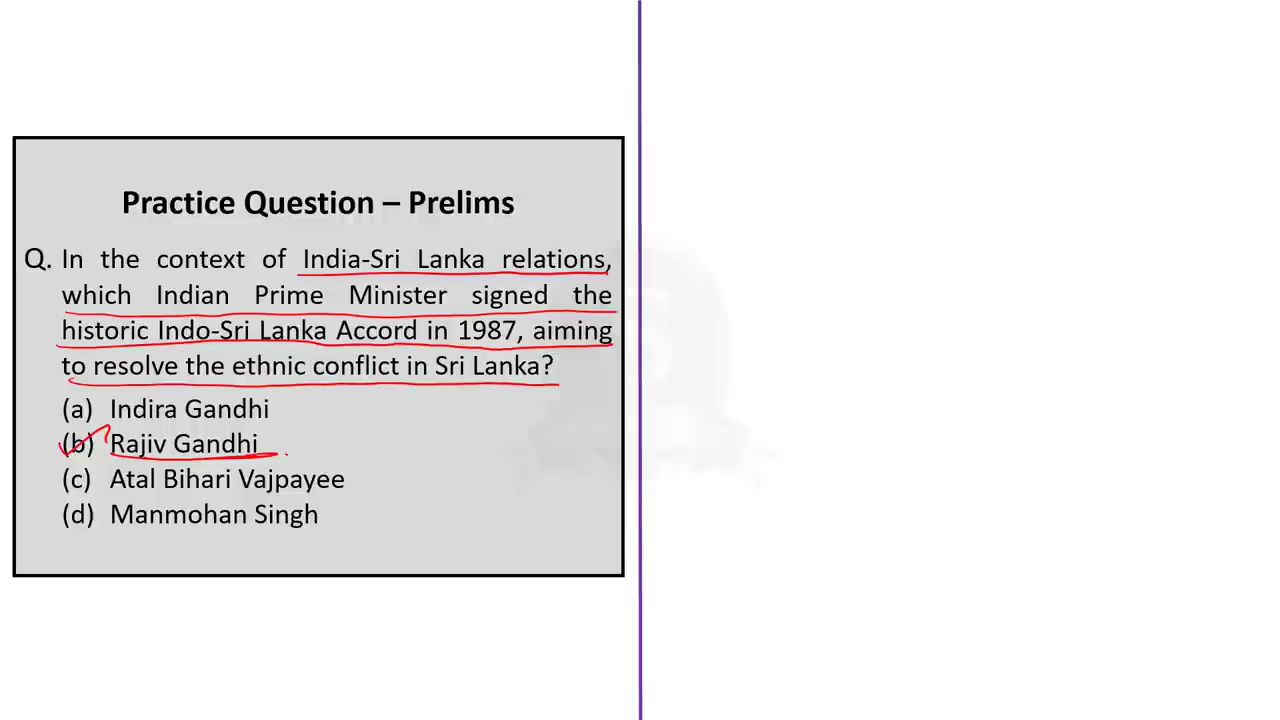 Practice Question – Prelims
Q. In the context of India-Sri Lanka relations,
which Indian Prime Minister signed the
historic Indo-Sri Lanka Accord in 1987, aiming
to resolve the ethnic conflict in Sri Lanka?
(a) Indira Gandhi
(b) Rajiv Gandhi
(c) Atal Bihari Vajpayee
(d) Manmohan Singh